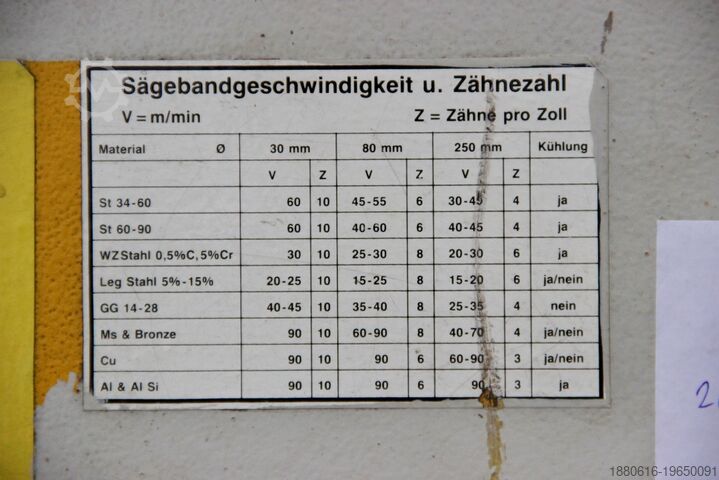 Sägebandgeschwindigkeit u. Zähnezahl
V = m/min Z = Zähne pro Zoll
Material Ø 30 mm 80 mm 250 mm Kühlung
V Z V Z V Z
St 34-60 60 10 45-55 6 30-45 4 ja
St 60-90 60 10 40-60 6 40-45 4 ja
WZStahl 0,5%C, 5%Cr 30 10 25-30 8 20-30 6 ja
Leg Stahl 5%-15% 20-25 10 15-25 8 15-20 6 ja/nein
GG 14-28 40-45 10 35-40 8 25-35 4 nein
Ms & Bronze 90 10 60-90 8 40-70 4 ja/nein
Cu 90 10 90 6 60-90 3 ja/nein
Al & Al Si 90 10 90 6 90 3 ja
1880616-19650091